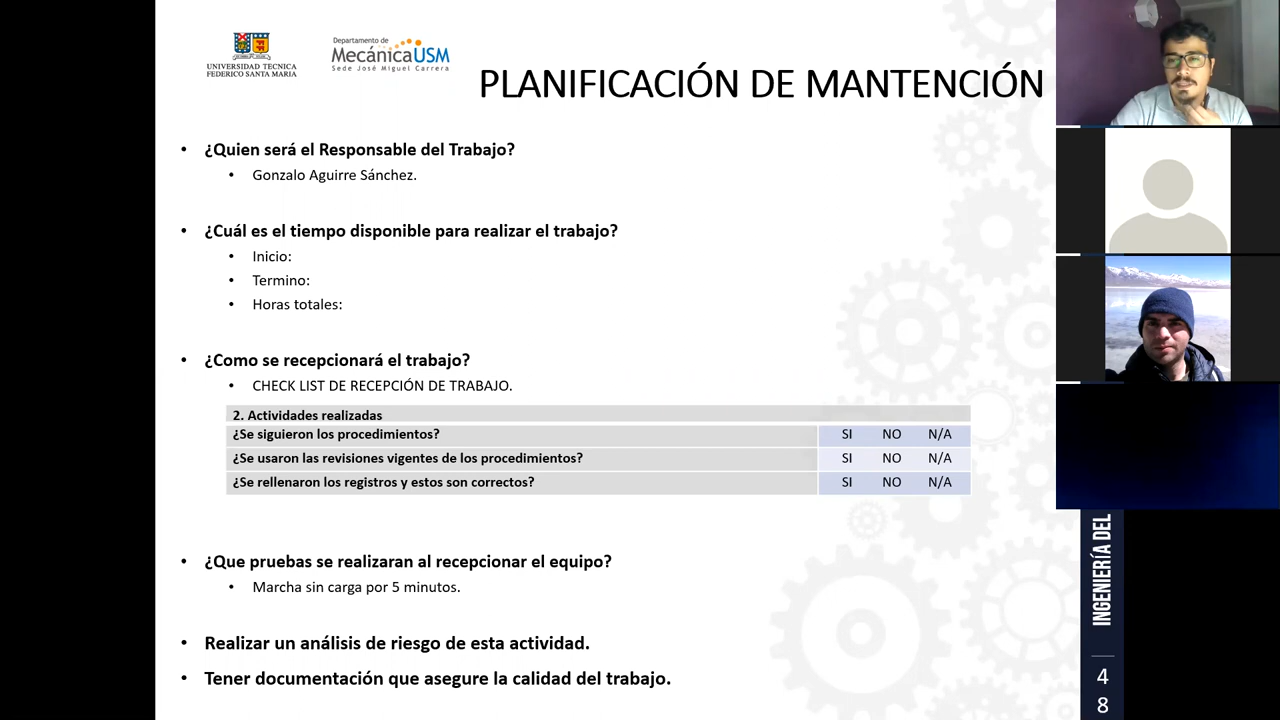 UNIVERSIDAD TECNICA
FEDERICO SANTA MARIA
Departamento de
MecánicaUSM
Sede José Miguel Carrera
PLANIFICACIÓN DE MANTENCIÓN
• ¿Quien será el Responsable del Trabajo?
• Gonzalo Aguirre Sánchez.
• ¿Cuál es el tiempo disponible para realizar el trabajo?
• Inicio:
• Termino:
• Horas totales:
• ¿Como se recepcionará el trabajo?
• CHECK LIST DE RECEPCIÓN DE TRABAJO.
2. Actividades realizadas
¿Se siguieron los procedimientos? SI NO N/A
¿Se usaron las revisiones vigentes de los procedimientos? SI NO N/A
¿Se rellenaron los registros y estos son correctos? SI NO N/A
• ¿Que pruebas se realizaran al recepcionar el equipo?
• Marcha sin carga por 5 minutos.
• Realizar un análisis de riesgo de esta actividad.
• Tener documentación que asegure la calidad del trabajo.
INGENIERÍA DEL
4
8